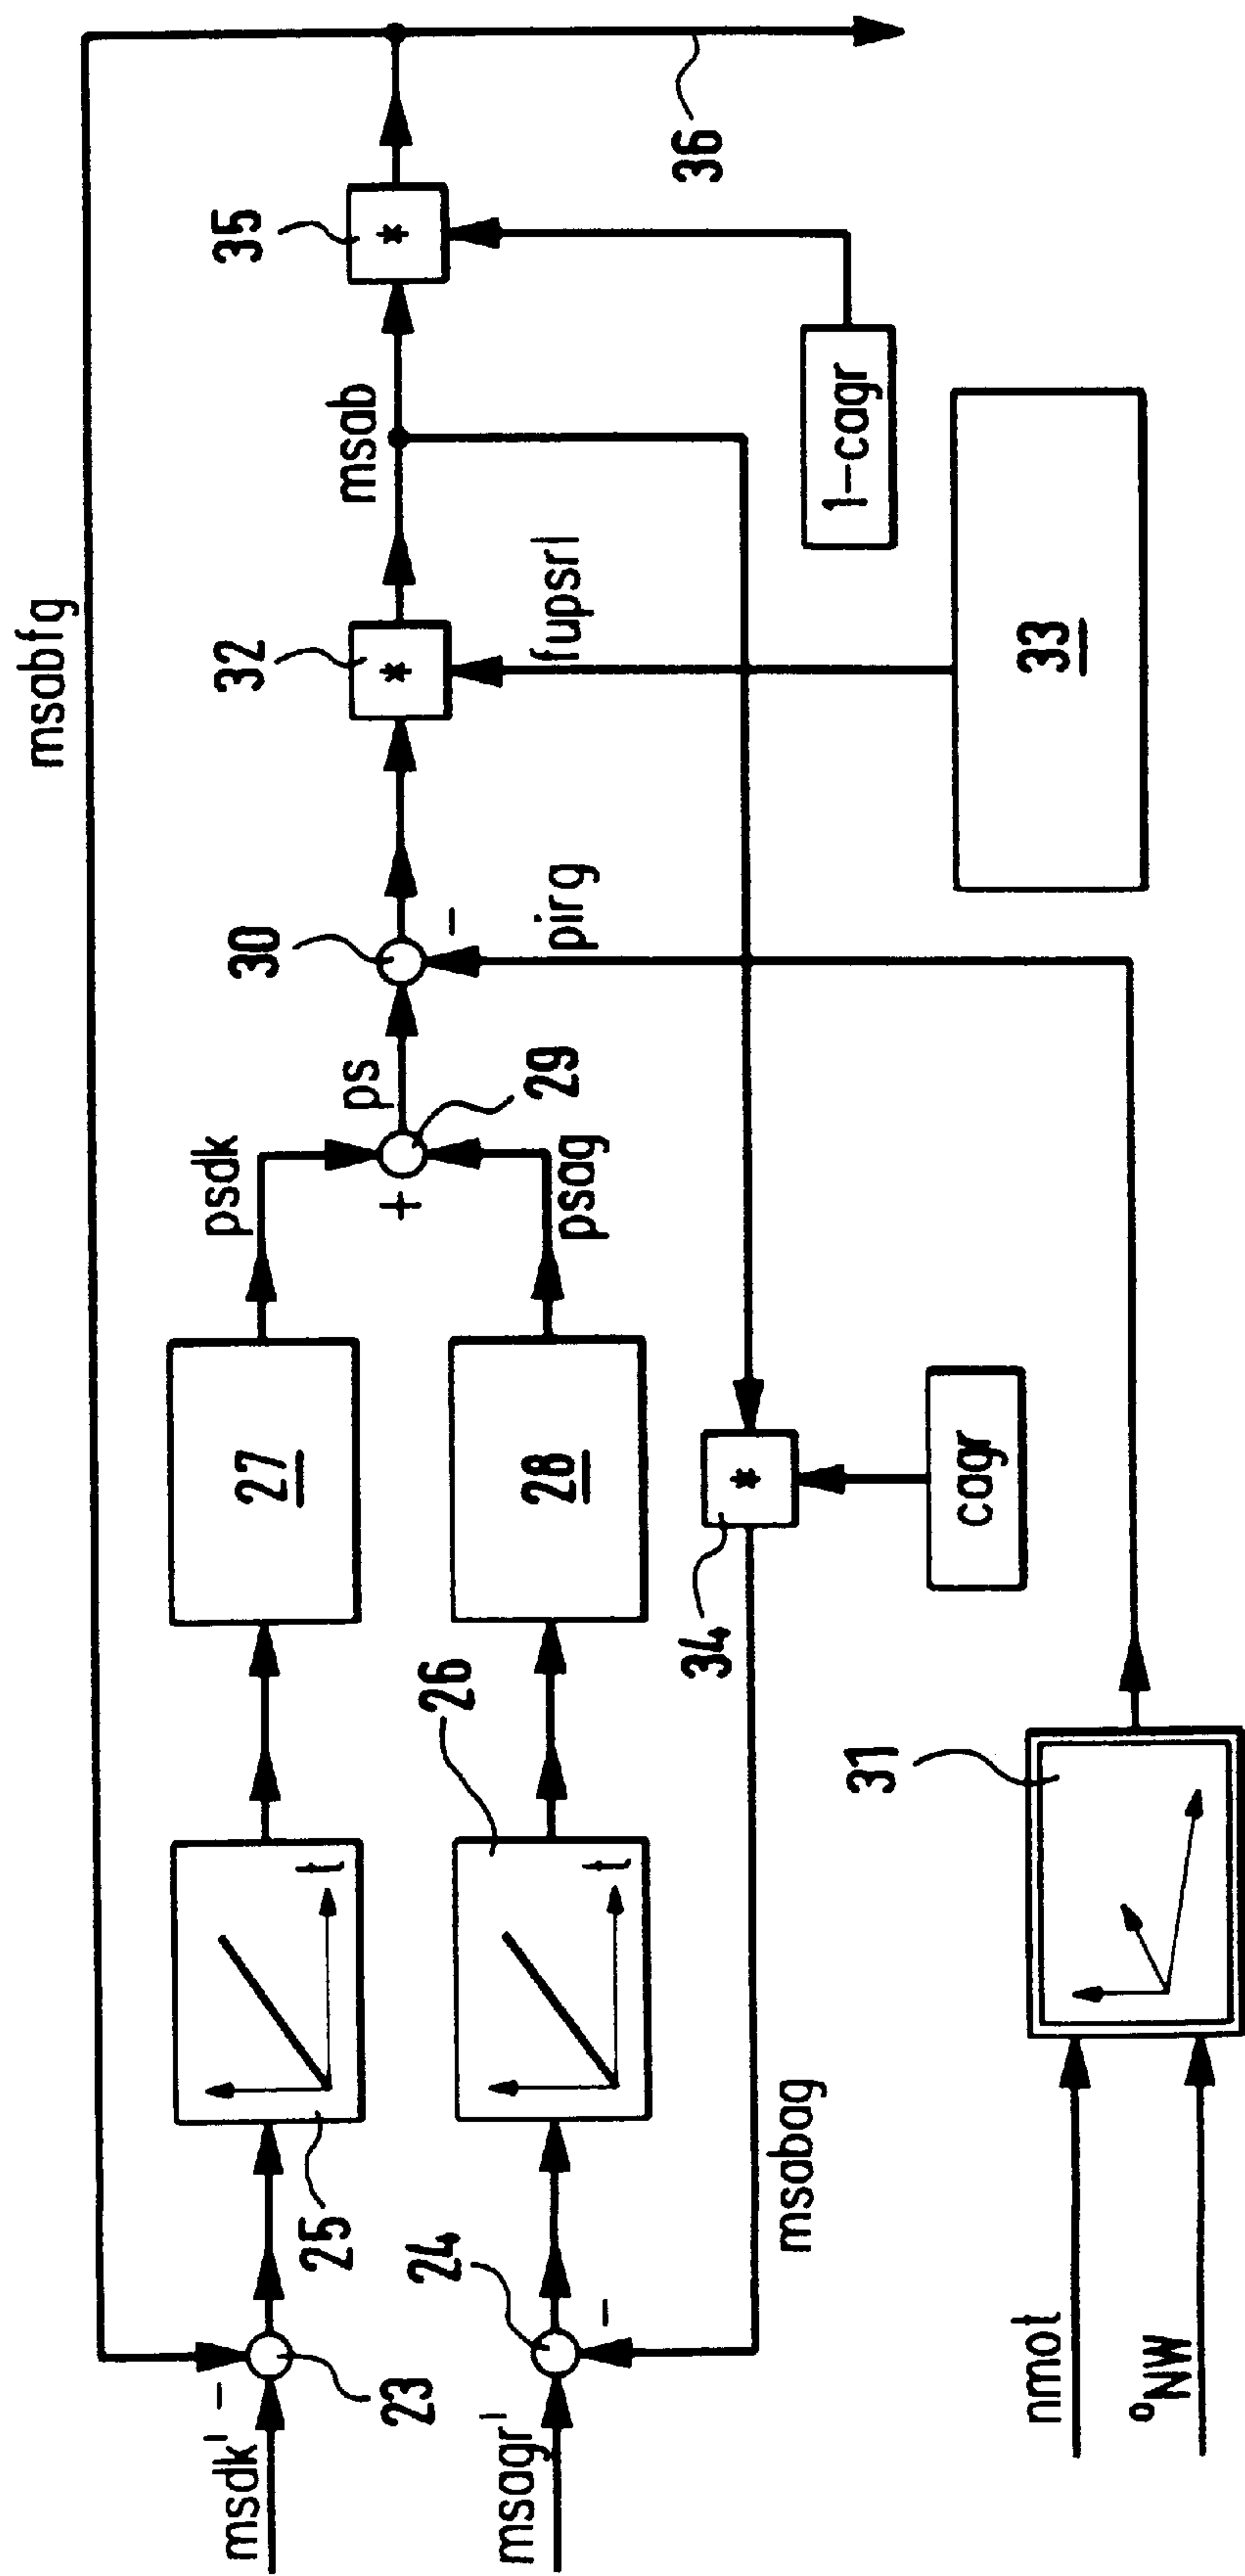 msabfg
35
36
msab
32
fupsrl
1-cagr
33
30
pirg
ps
29
psdk
psag
+
-
27
28
*
*
*
34
cagr
26
31
t
t
25
24
msabag
-
-
23
msdk'
msagr'
nmot
°NW